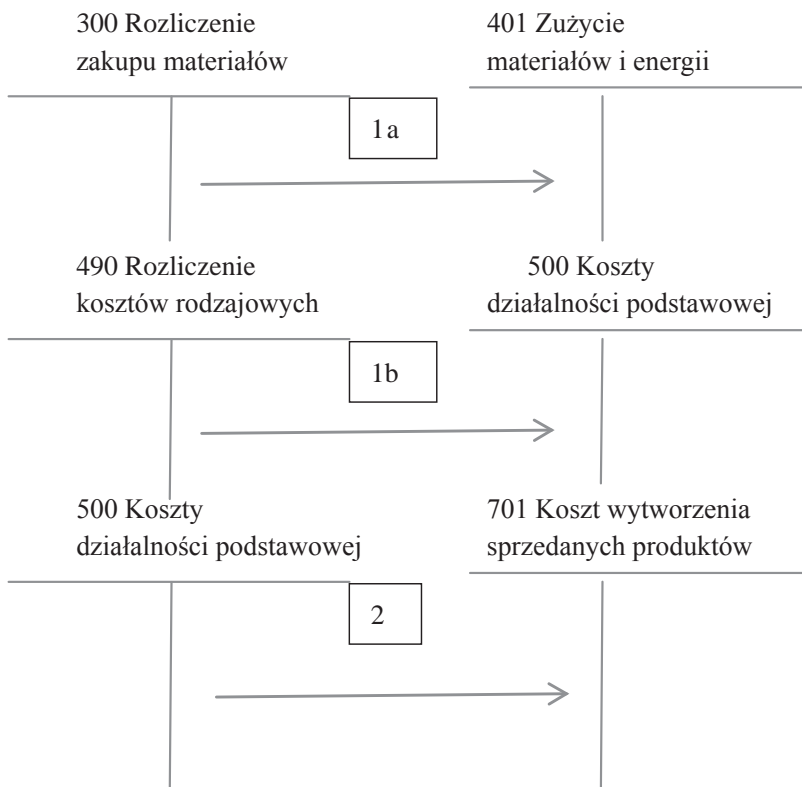 300 Rozliczenie
zakupu materiałów
401 Zużycie
materiałów i energii
1a
490 Rozliczenie
kosztów rodzajowych
500 Koszty
działalności podstawowej
1b
500 Koszty
działalności podstawowej
701 Koszt wytworzenia
sprzedanych produktów
2